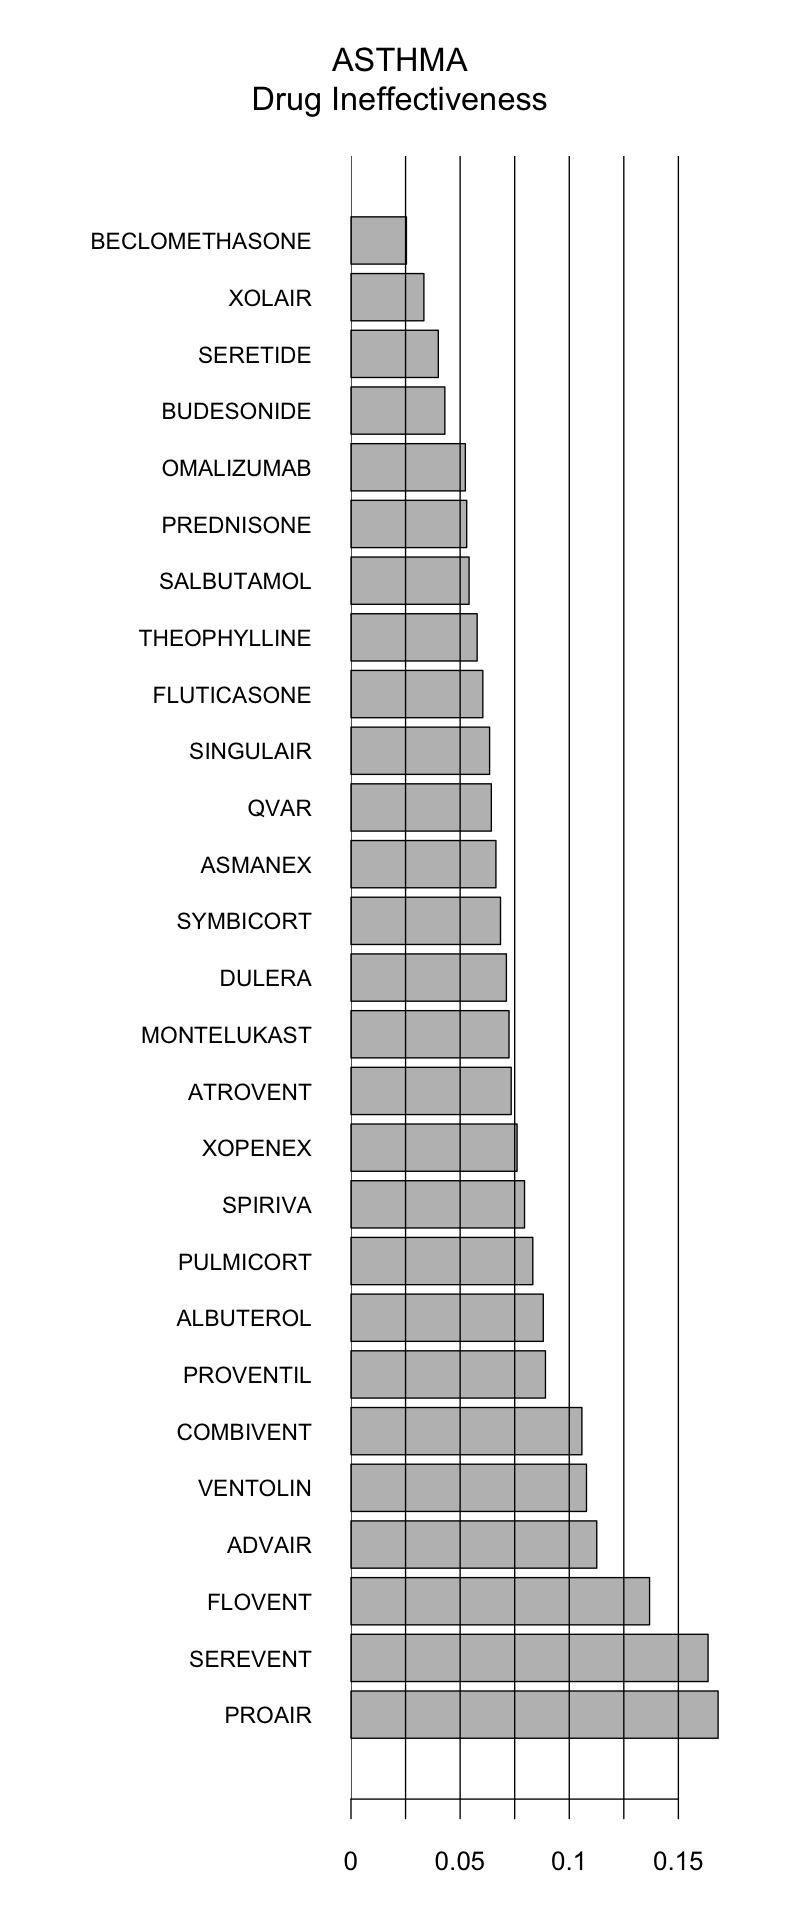 ASTHMA
Drug Ineffectiveness
BECLOMETHASONE
XOLAIR
SERETIDE
BUDESONIDE
OMALIZUMAB
PREDNISONE
SALBUTAMOL
THEOPHYLLINE
FLUTICASONE
SINGULAIR
QVAR
ASMANEX
SYMBICORT
DULERA
MONTELUKAST
ATROVENT
XOPENEX
SPIRIVA
PULMICORT
ALBUTEROL
PROVENTIL
COMBIVENT
VENTOLIN
ADVAIR
FLOVENT
SEREVENT
PROAIR
0 0.05 0.1 0.15